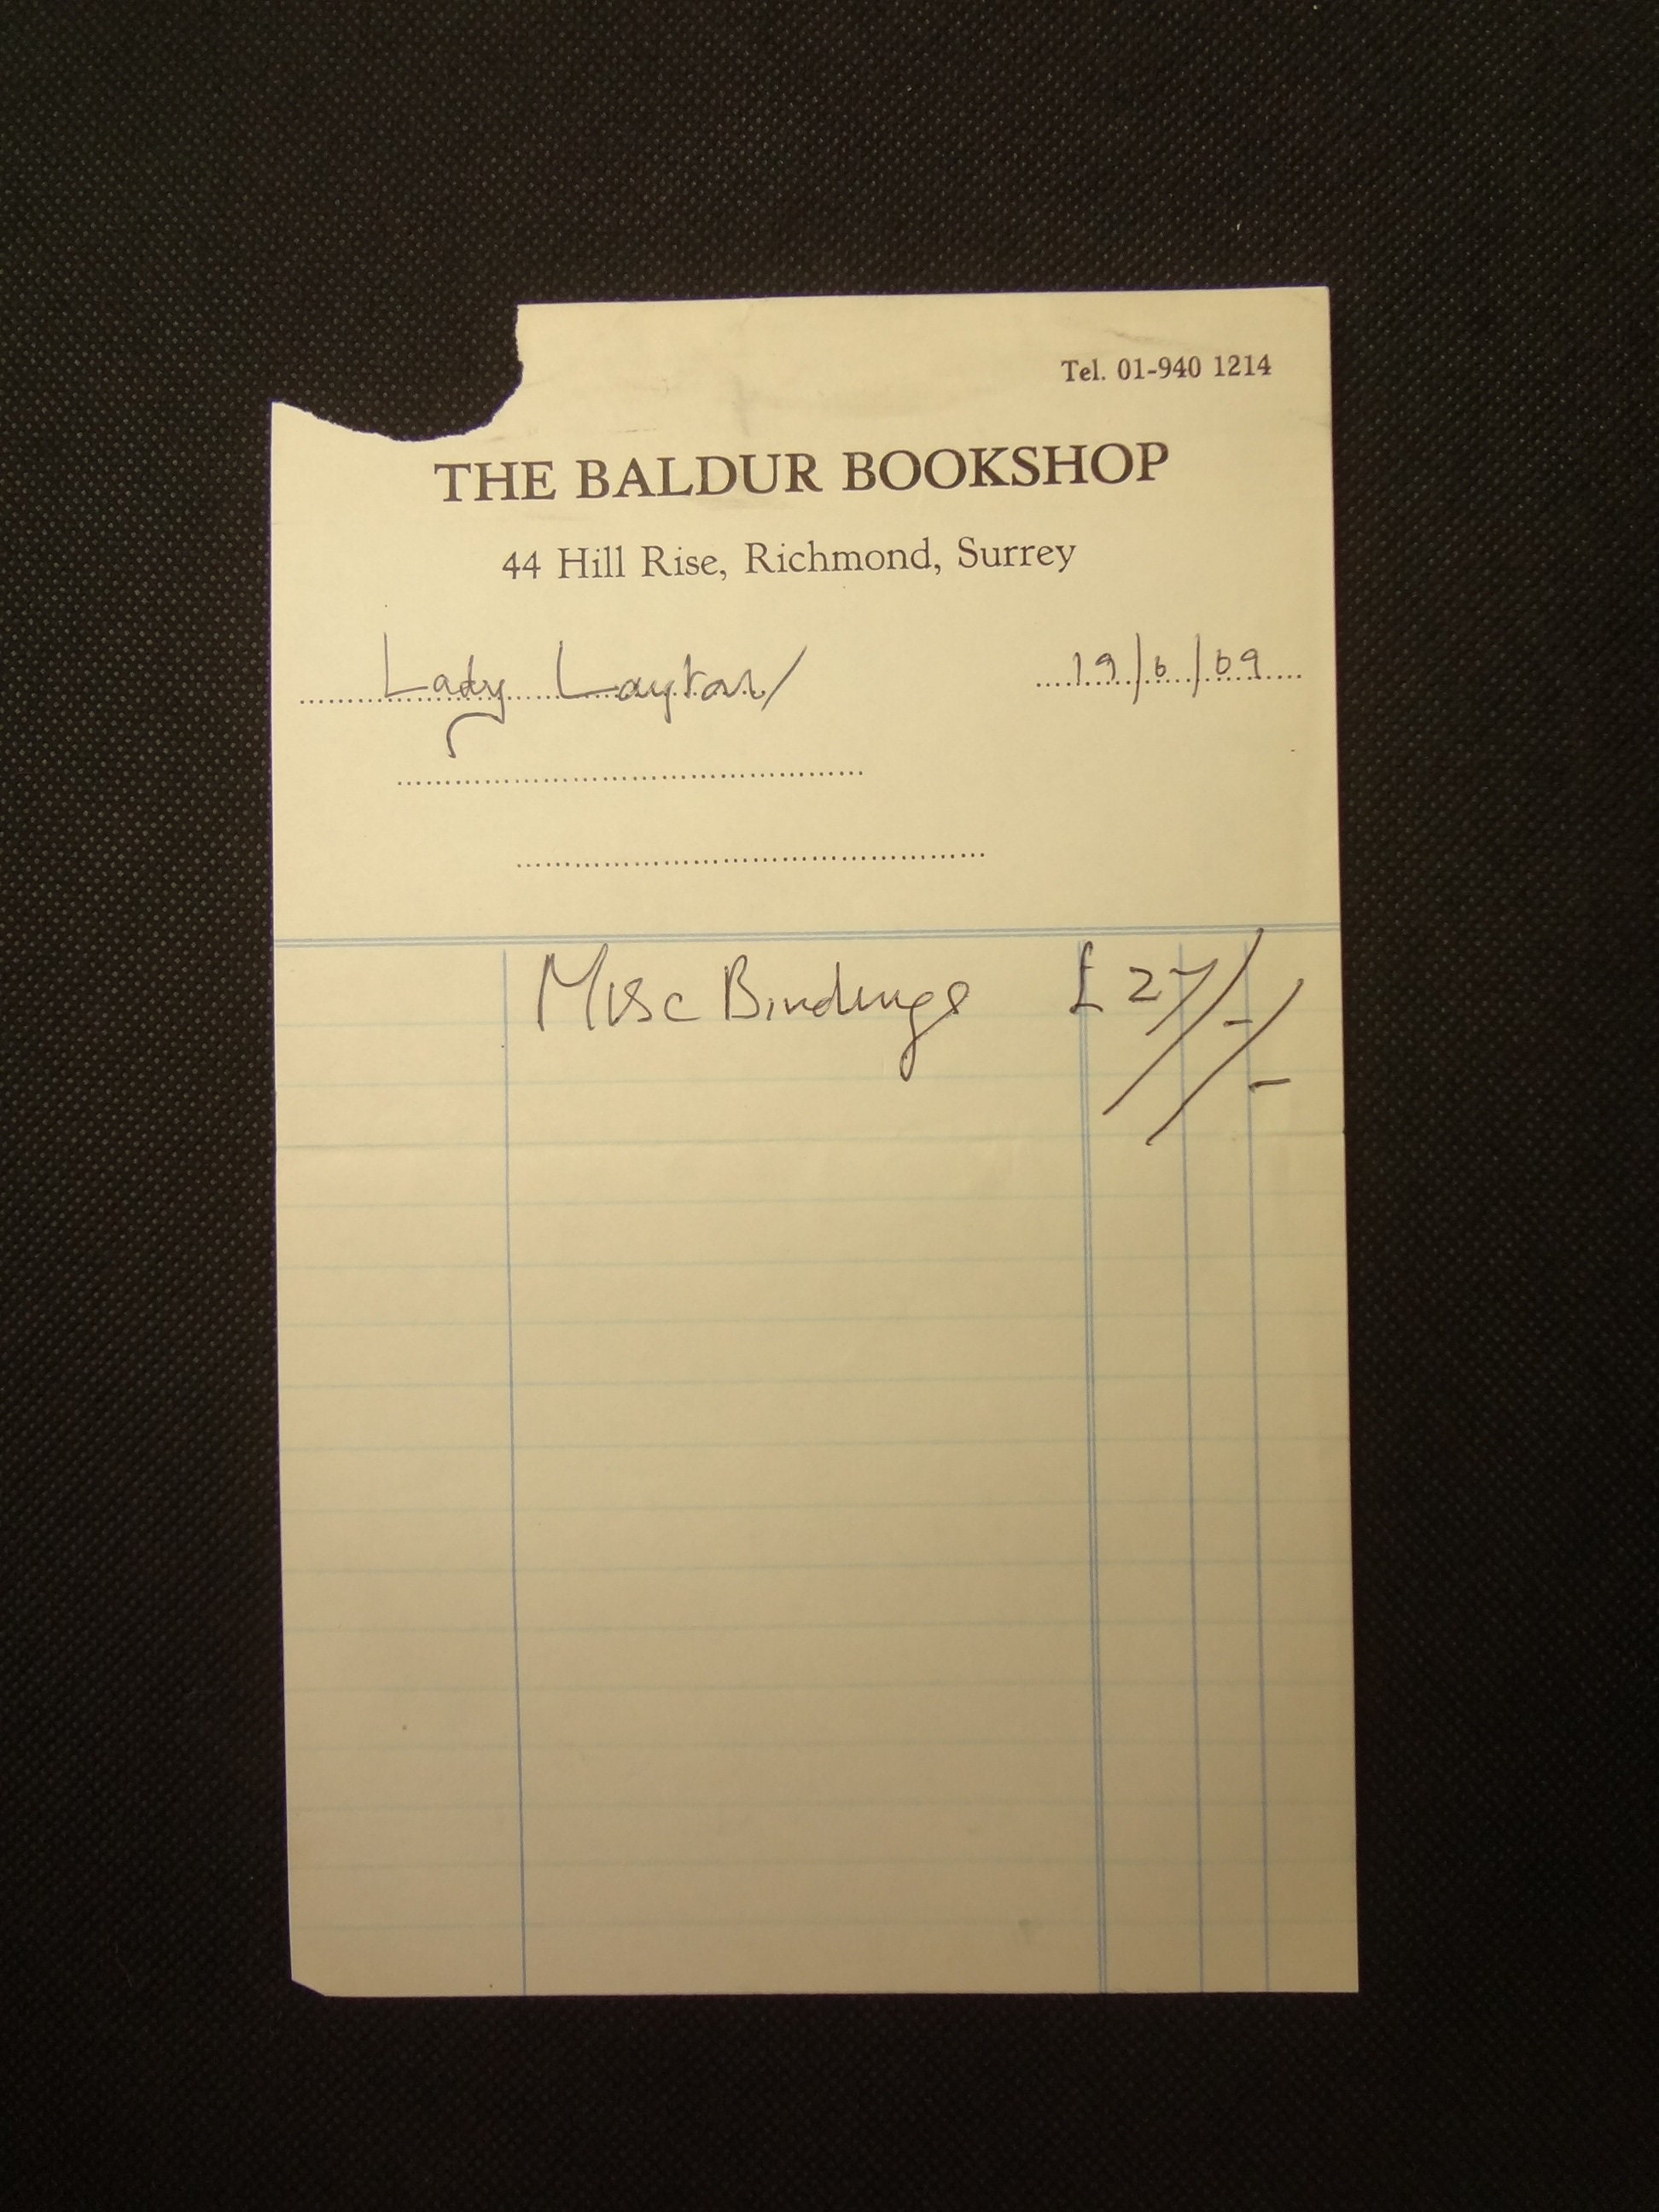 Tel. 01-940 1214
THE BALDUR BOOKSHOP
44 Hill Rise, Richmond, Surrey
Lady Layton/ 19/6/69
Misc Bindings £27/-/-